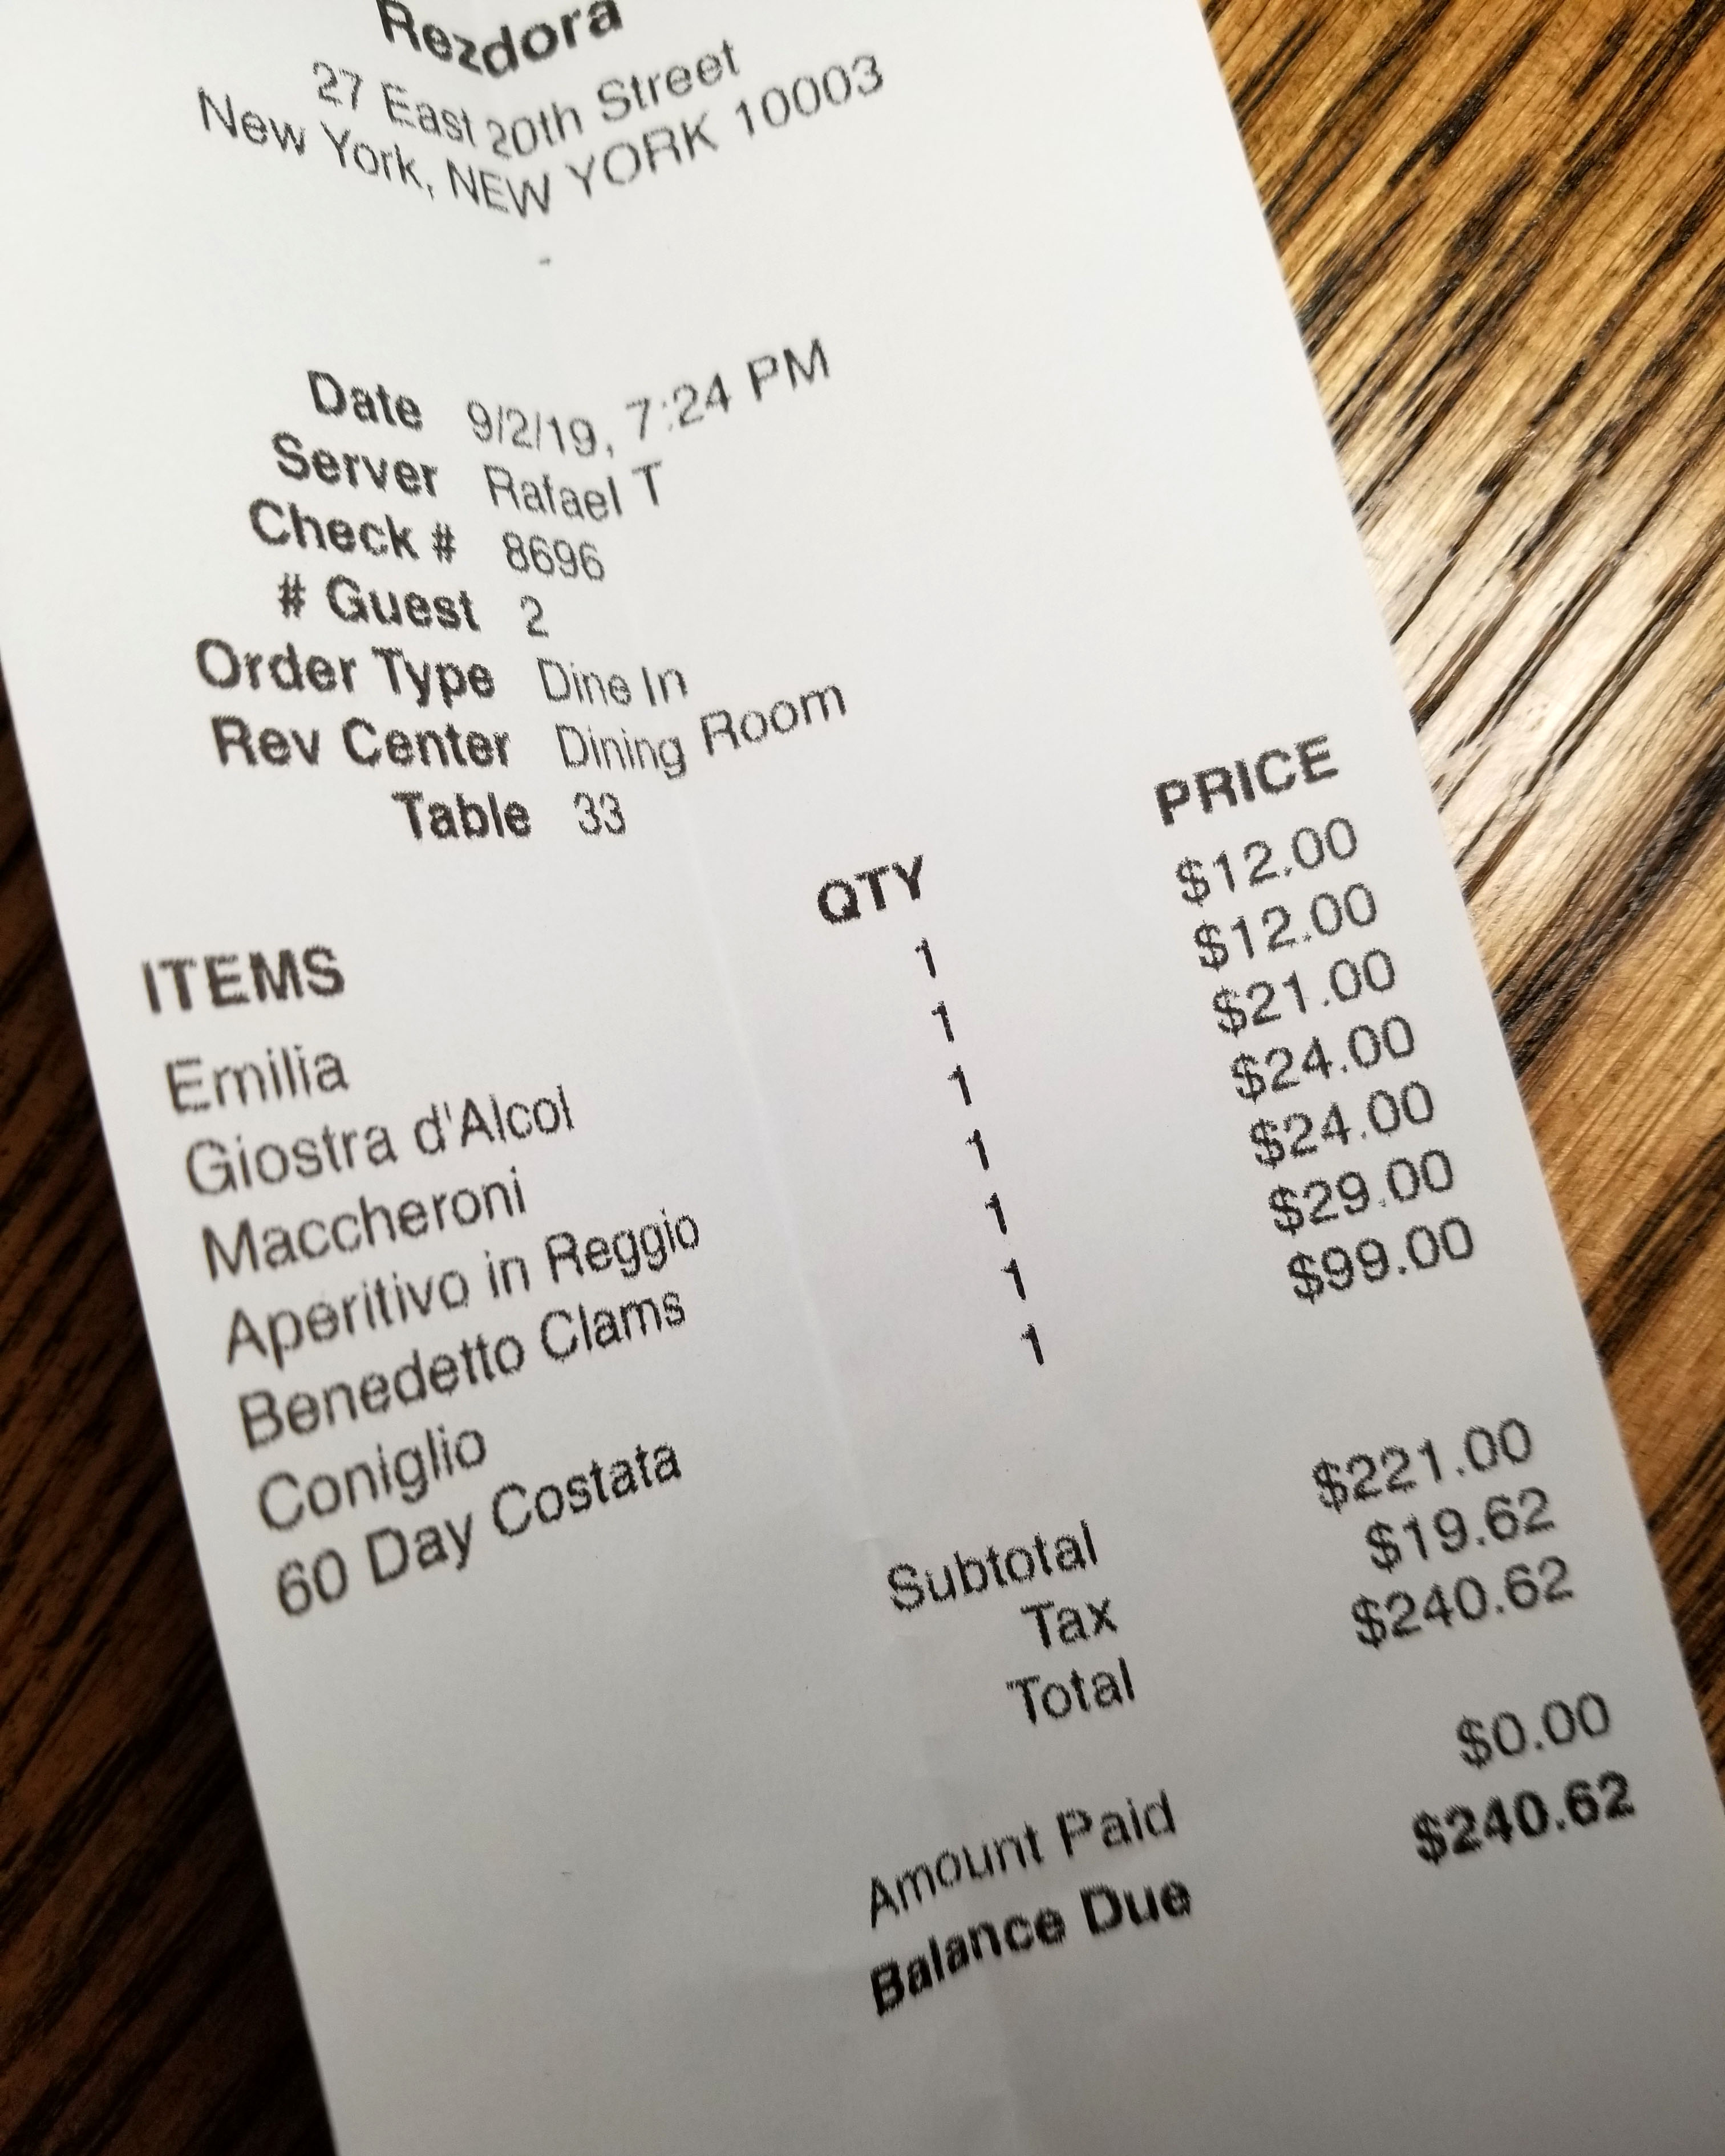 Rezdora
27 East 20th Street
New York, NEW YORK 10003
-
Date 9/2/19, 7:24 PM
Server Rafael T
Check # 8696
# Guest 2
Order Type Dine In
Rev Center Dining Room
Table 33
ITEMS QTY PRICE
Emilia 1 $12.00
Giostra d'Alcol 1 $12.00
Maccheroni 1 $21.00
Aperitivo in Reggio 1 $24.00
Benedetto Clams 1 $24.00
Coniglio 1 $29.00
60 Day Costata 1 $99.00
Subtotal $221.00
Tax $19.62
Total $240.62
Amount Paid $0.00
Balance Due $240.62